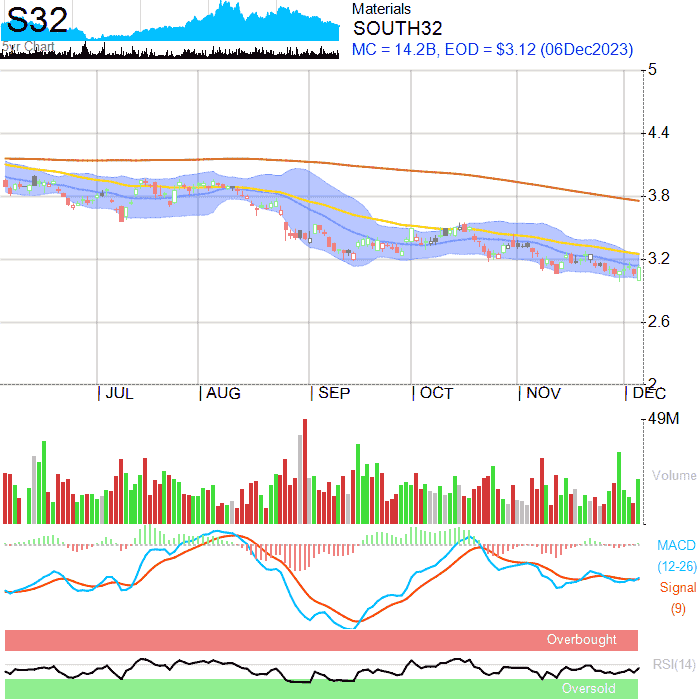 S32
5yr Chart
Materials
SOUTH32
MC = 14.2B, EOD = $3.12 (06Dec2023)
5
4.4
3.8
3.2
2.6
2
JUL AUG SEP OCT NOV DEC
49M
Volume
MACD
(12-26)
Signal
(9)
Overbought
RSI(14)
Oversold